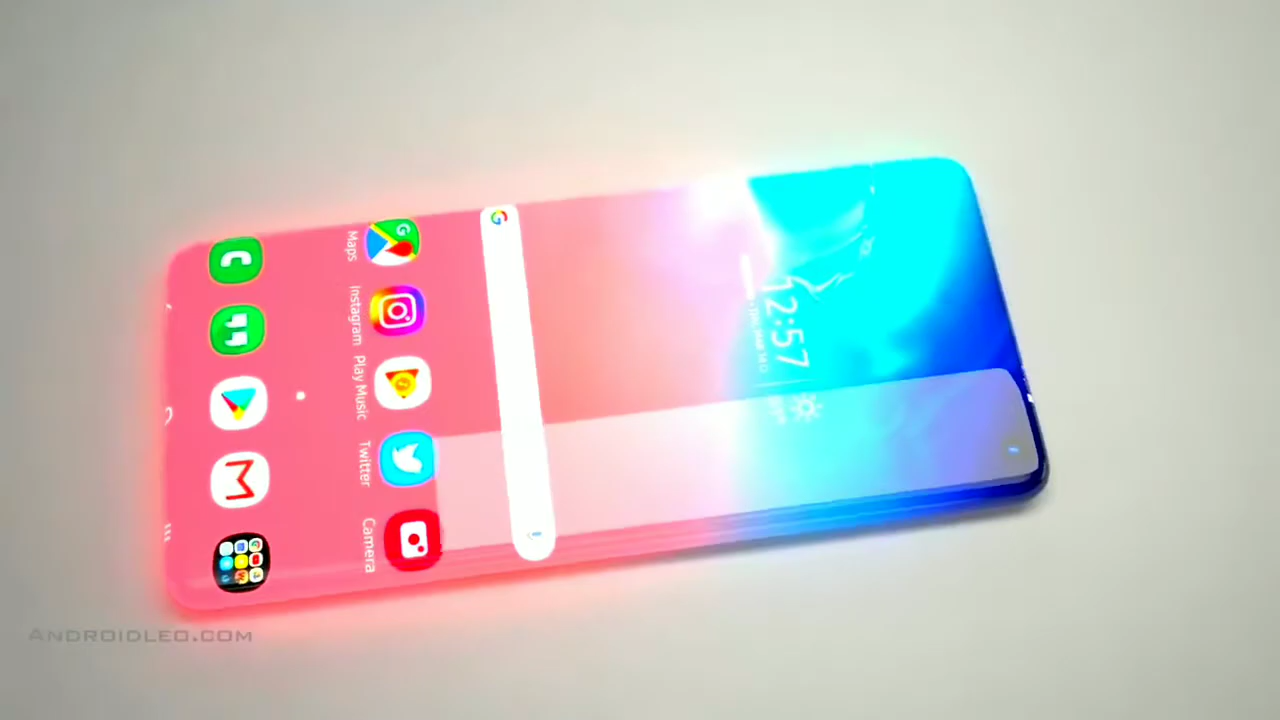 12:57
Maps
Instagram
Play Music
Twitter
Camera
ANDROIDLEO.COM